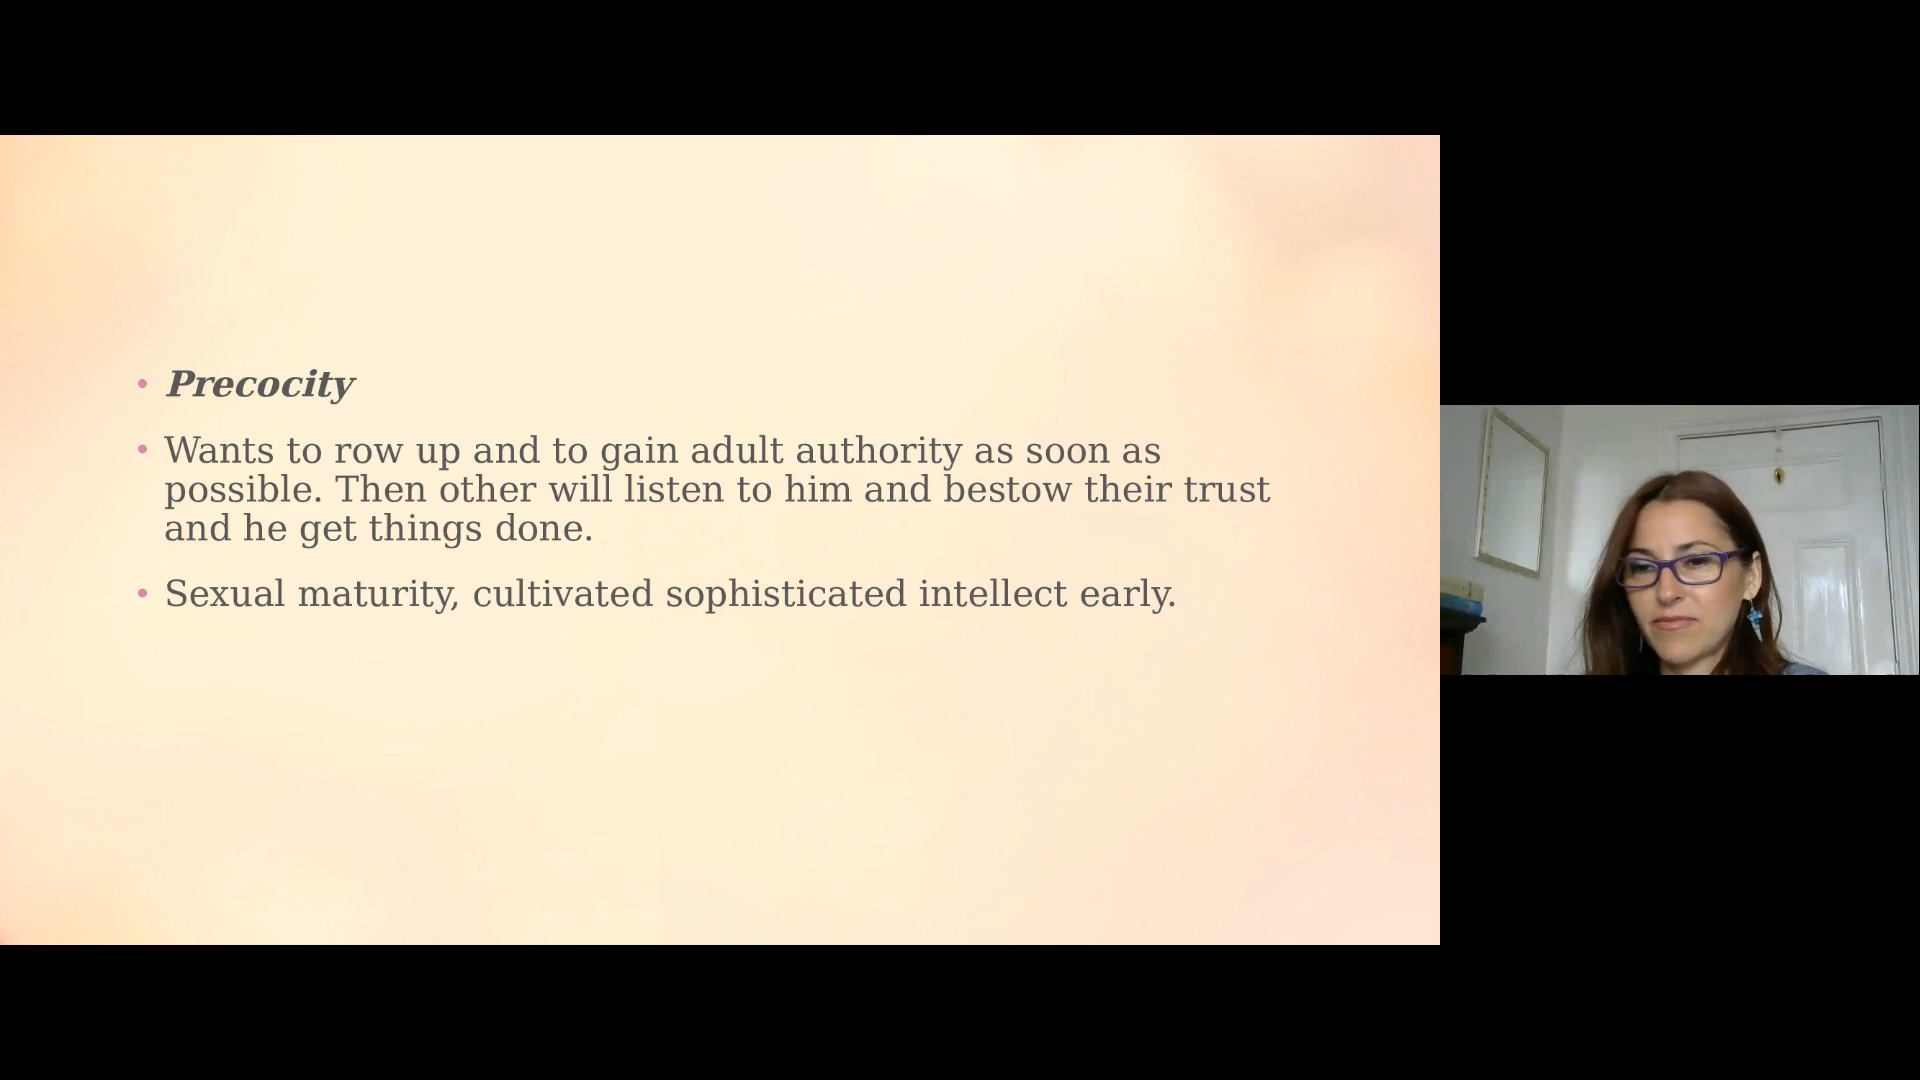 • Precocity
• Wants to row up and to gain adult authority as soon as
possible. Then other will listen to him and bestow their trust
and he get things done.
• Sexual maturity, cultivated sophisticated intellect early.